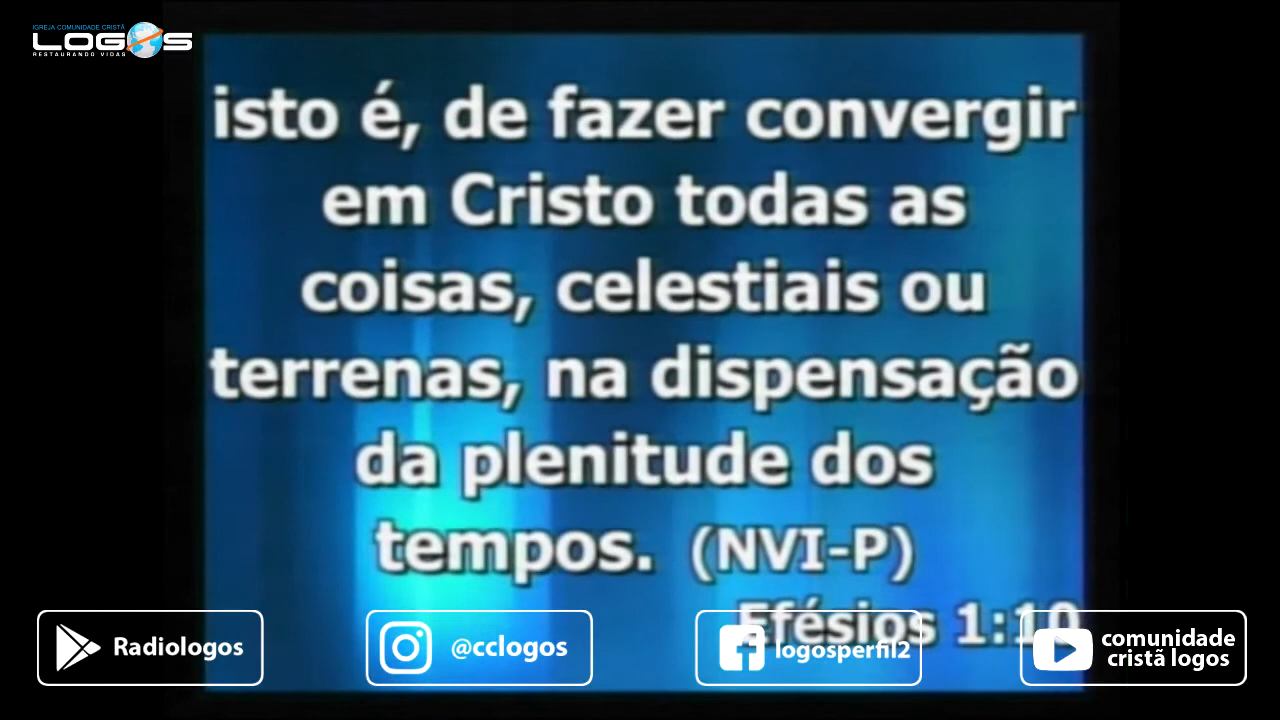 IGREJA COMUNIDADE CRISTÃ
LOGOS
RESTAURANDO VIDAS
isto é, de fazer convergir
em Cristo todas as
coisas, celestiais ou
terrenas, na dispensação
da plenitude dos
tempos. (NVI-P)
Efésios 1:10
Radiologos
@cclogos
logosperfil2
comunidade
cristã logos